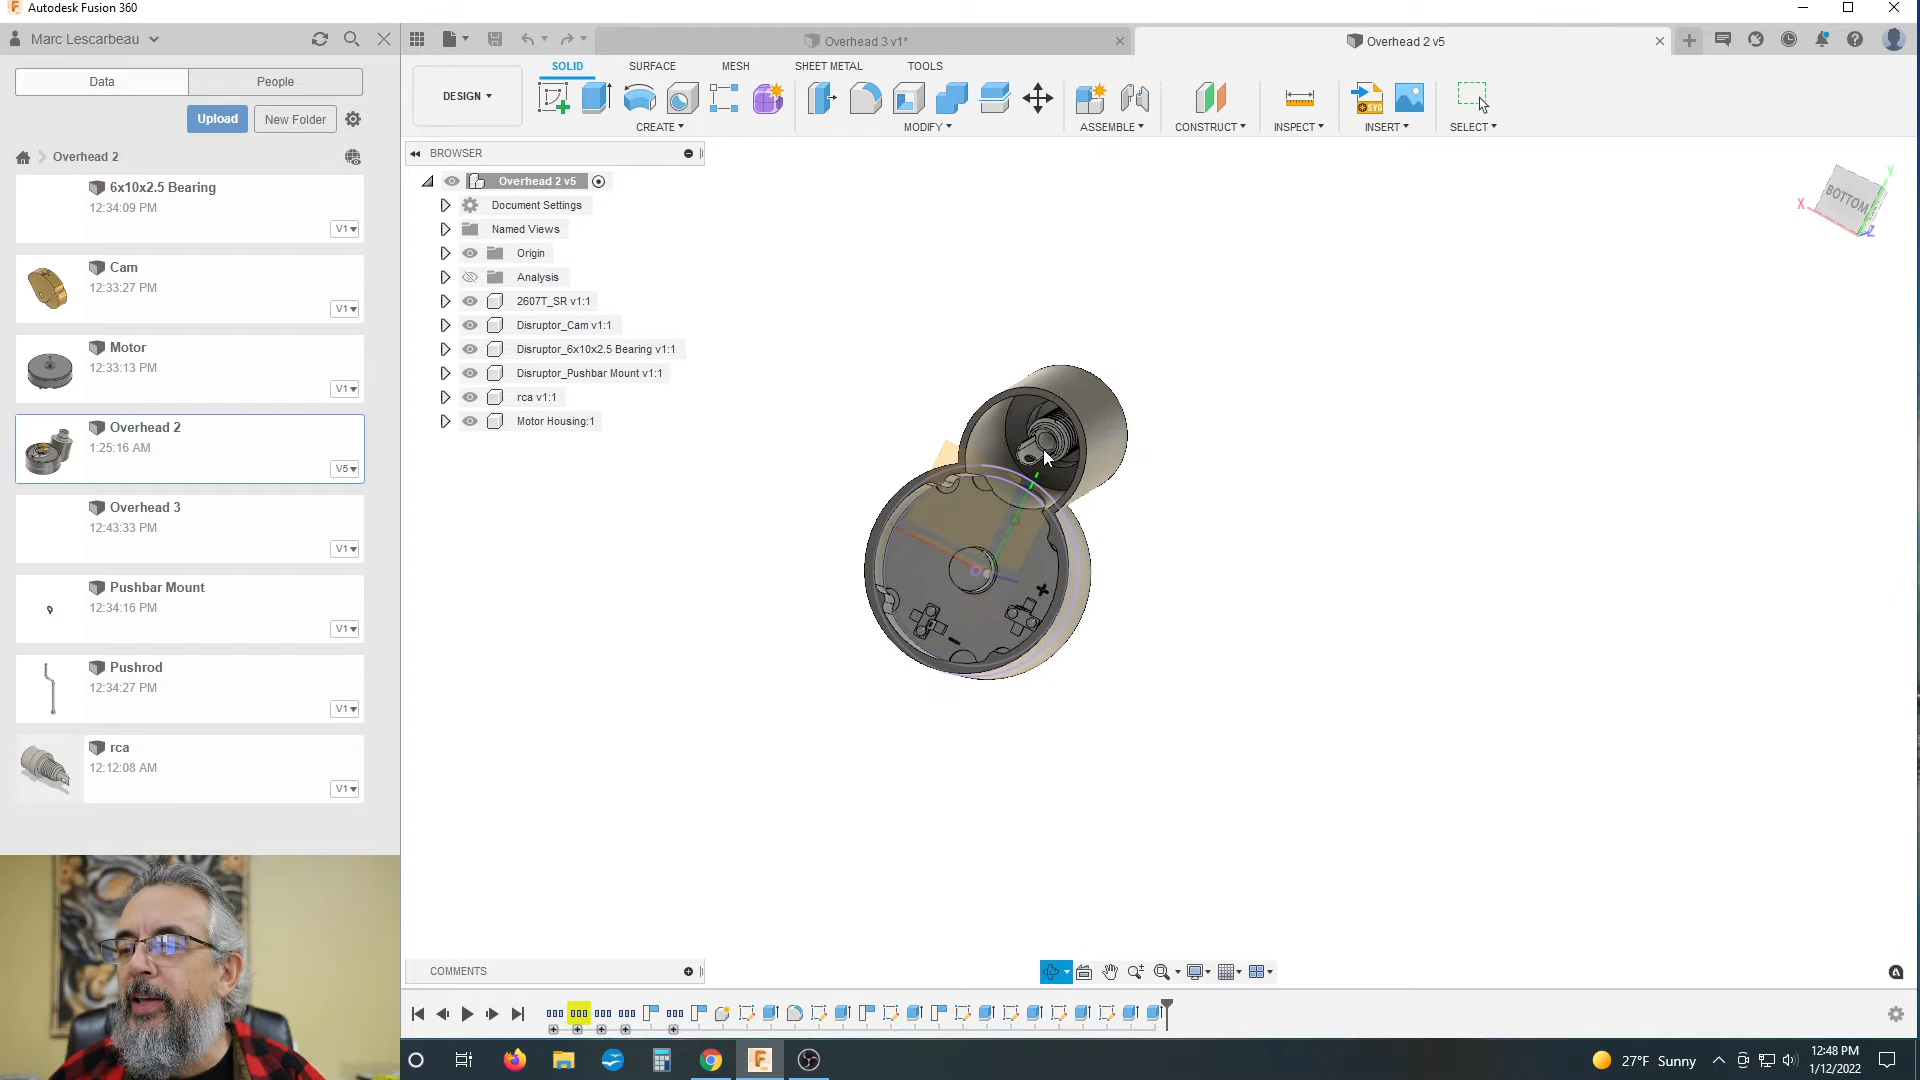 Autodesk Fusion 360
Marc Lescarbeau
Overhead 3 v1*
Overhead 2 v5
Data
People
SOLID
SURFACE
MESH
SHEET METAL
TOOLS
DESIGN
Upload
New Folder
CREATE
MODIFY
ASSEMBLE
CONSTRUCT
INSPECT
INSERT
SELECT
Overhead 2
BROWSER
6x10x2.5 Bearing
12:34:09 PM
V1
Cam
12:33:27 PM
V1
Motor
12:33:13 PM
V1
Overhead 2
1:25:16 AM
V5
Overhead 3
12:43:33 PM
V1
Pushbar Mount
12:34:16 PM
V1
Pushrod
12:34:27 PM
V1
rca
12:12:08 AM
V1
Overhead 2 v5
Document Settings
Named Views
Origin
Analysis
2607T_SR v1:1
Disruptor_Cam v1:1
Disruptor_6x10x2.5 Bearing v1:1
Disruptor_Pushbar Mount v1:1
rca v1:1
Motor Housing:1
BOTTOM
X
Y
Z
COMMENTS
27°F Sunny
12:48 PM
1/12/2022